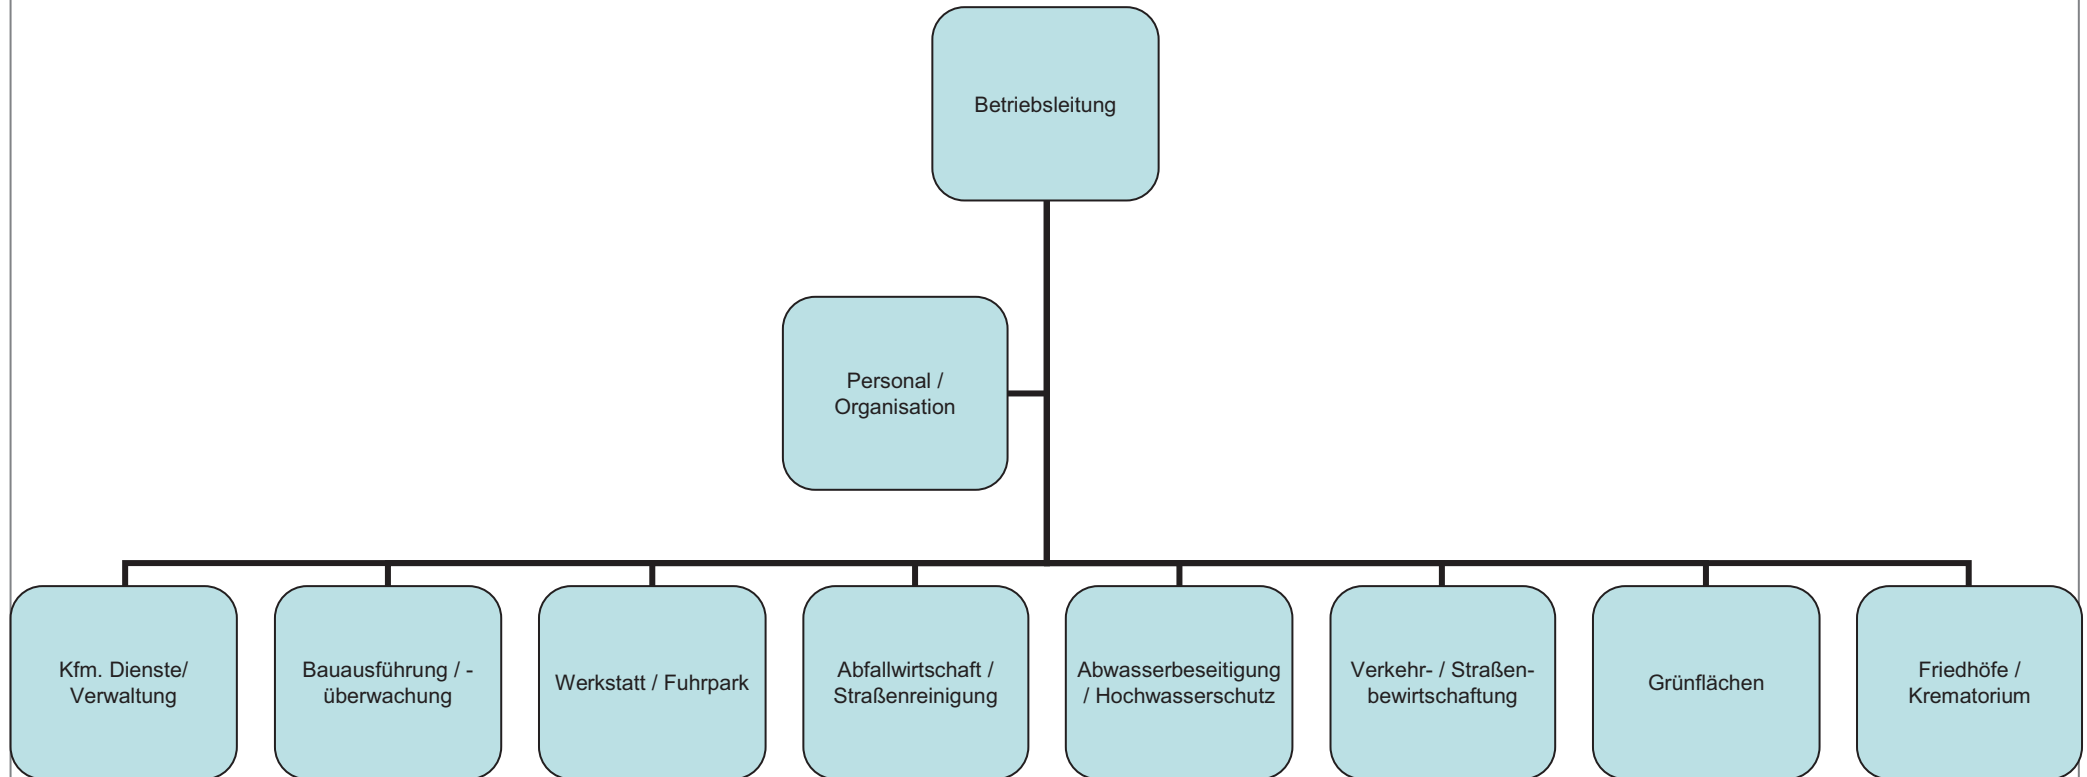 Betriebsleitung
Personal /
Organisation
Kfm. Dienste/
Verwaltung
Bauausführung / -
überwachung
Werkstatt / Fuhrpark
Abfallwirtschaft /
Straßenreinigung
Abwasserbeseitigung
/ Hochwasserschutz
Verkehr- / Straßen-
bewirtschaftung
Grünflächen
Friedhöfe /
Krematorium